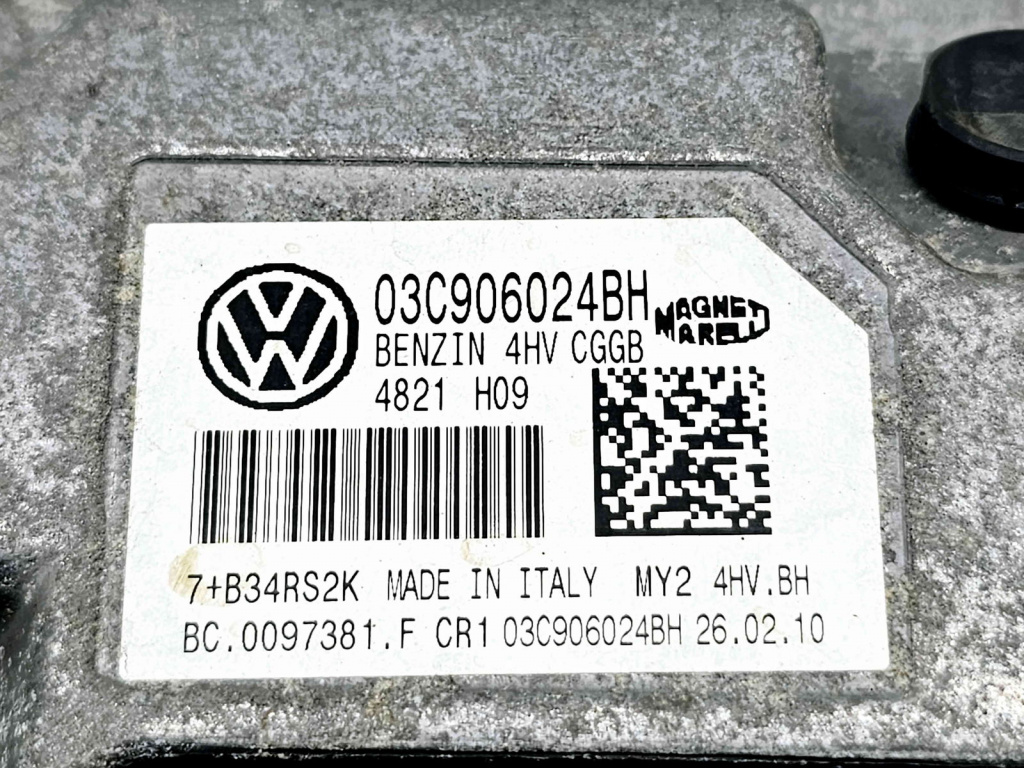 03C906024BH
MAGNETI
MARELLI
BENZIN 4HV CGGB
4821 H09
7+B34RS2K MADE IN ITALY MY2 4HV.BH
BC.0097381.F CR1 03C906024BH 26.02.10